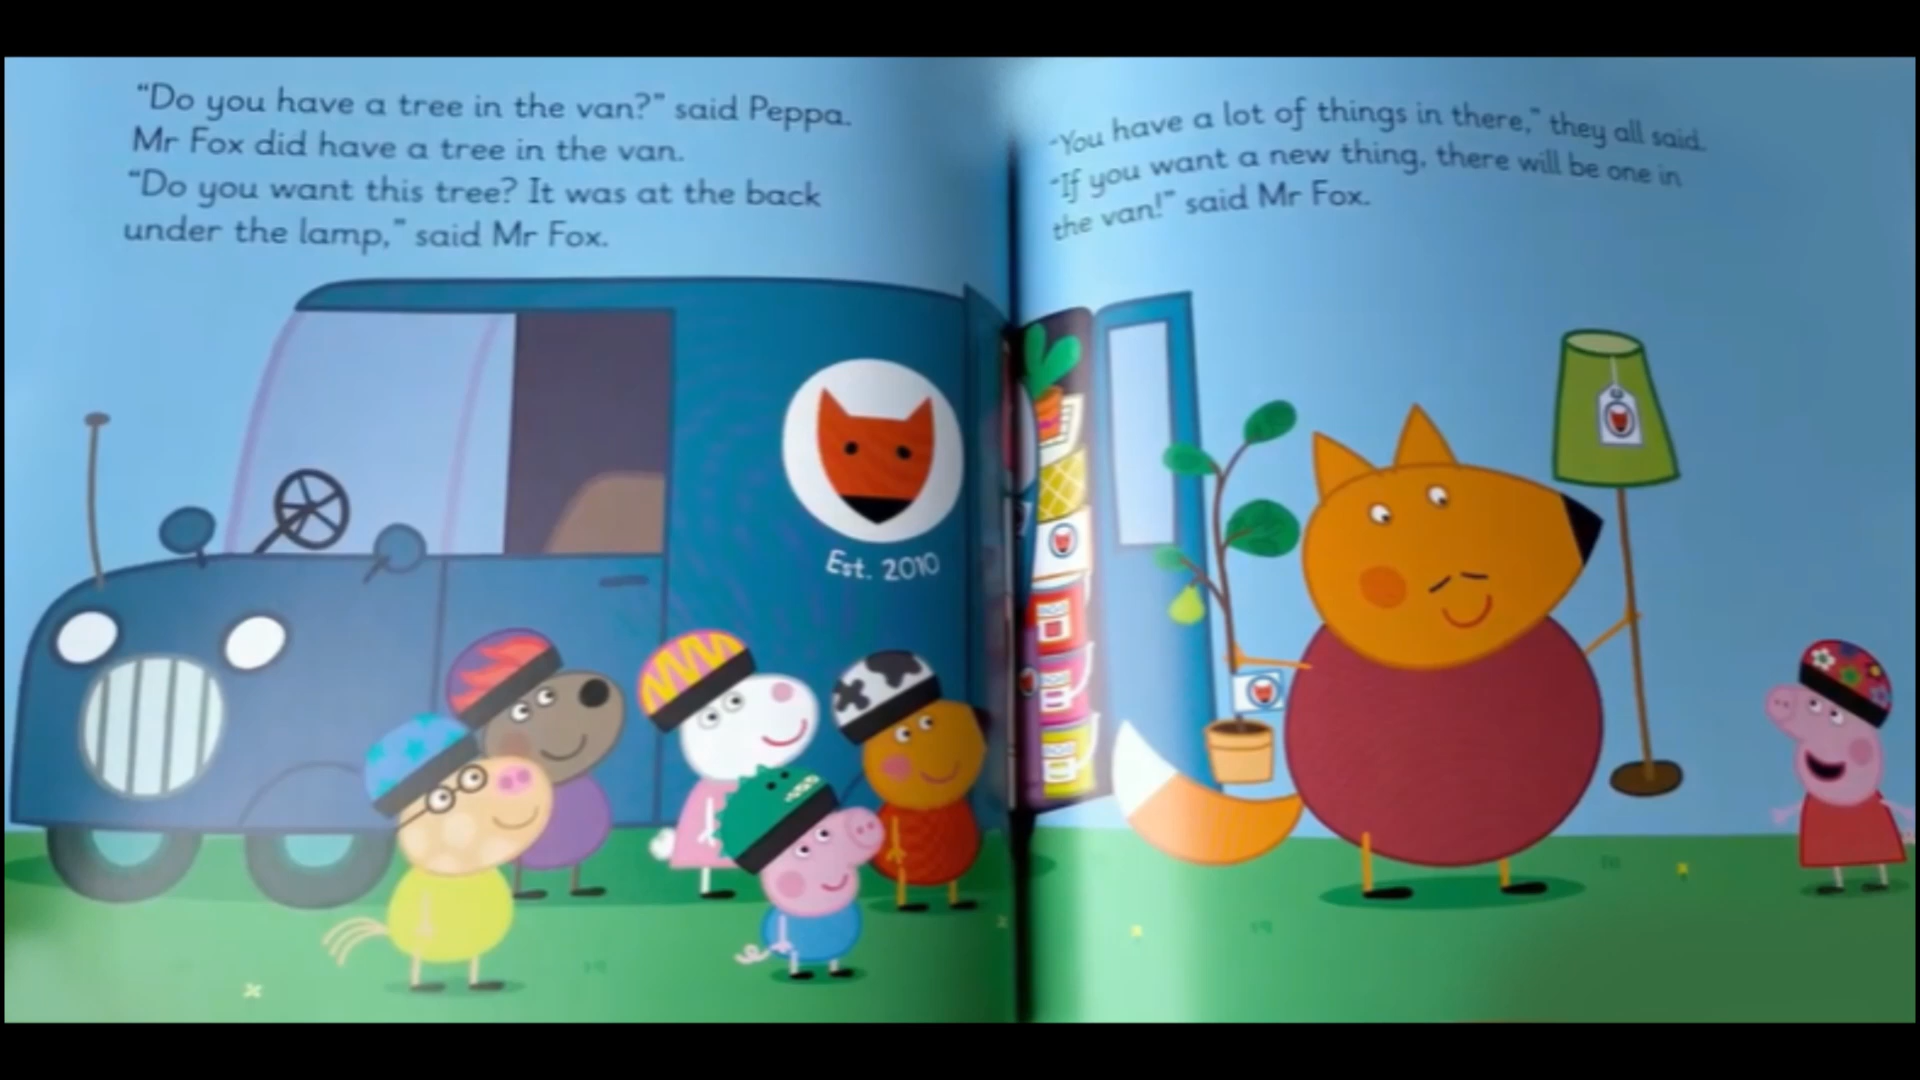 “Do you have a tree in the van?” said Peppa.
Mr Fox did have a tree in the van.
“Do you want this tree? It was at the back
under the lamp,” said Mr Fox.
Est. 2010
“You have a lot of things in there,” they all said.
“If you want a new thing, there will be one in
the van!” said Mr Fox.